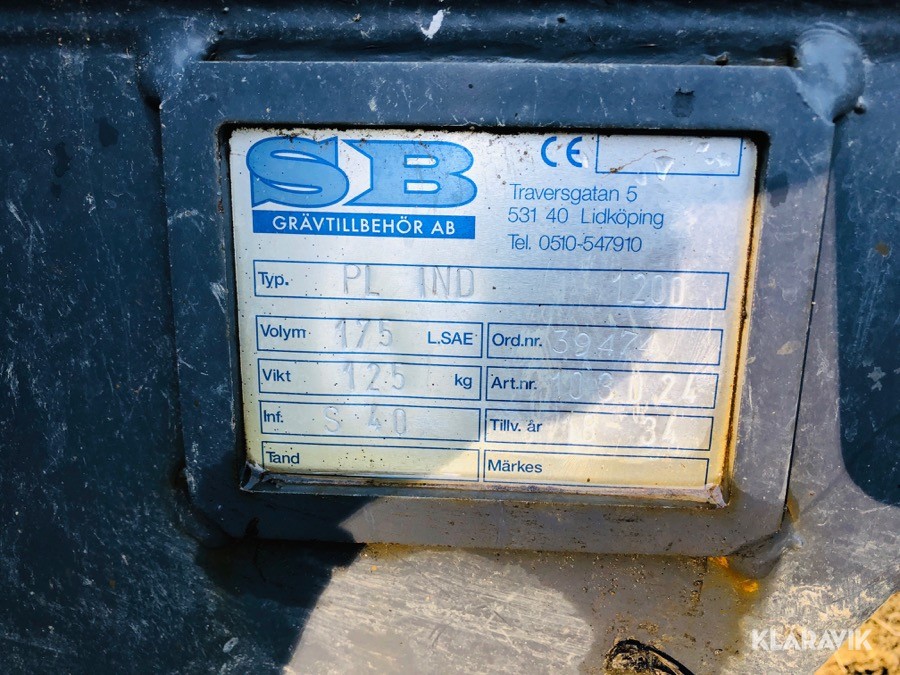 SB
GRÄVTILLBEHÖR AB
CE
Traversgatan 5
531 40 Lidköping
Tel. 0510-547910
Typ. PL IND 1200
Volym 175 L.SAE
Ord.nr.
Vikt 125 kg
Art.nr.
Inf. S 40
Tillv. år
Tand
Märkes
KLARAVIK